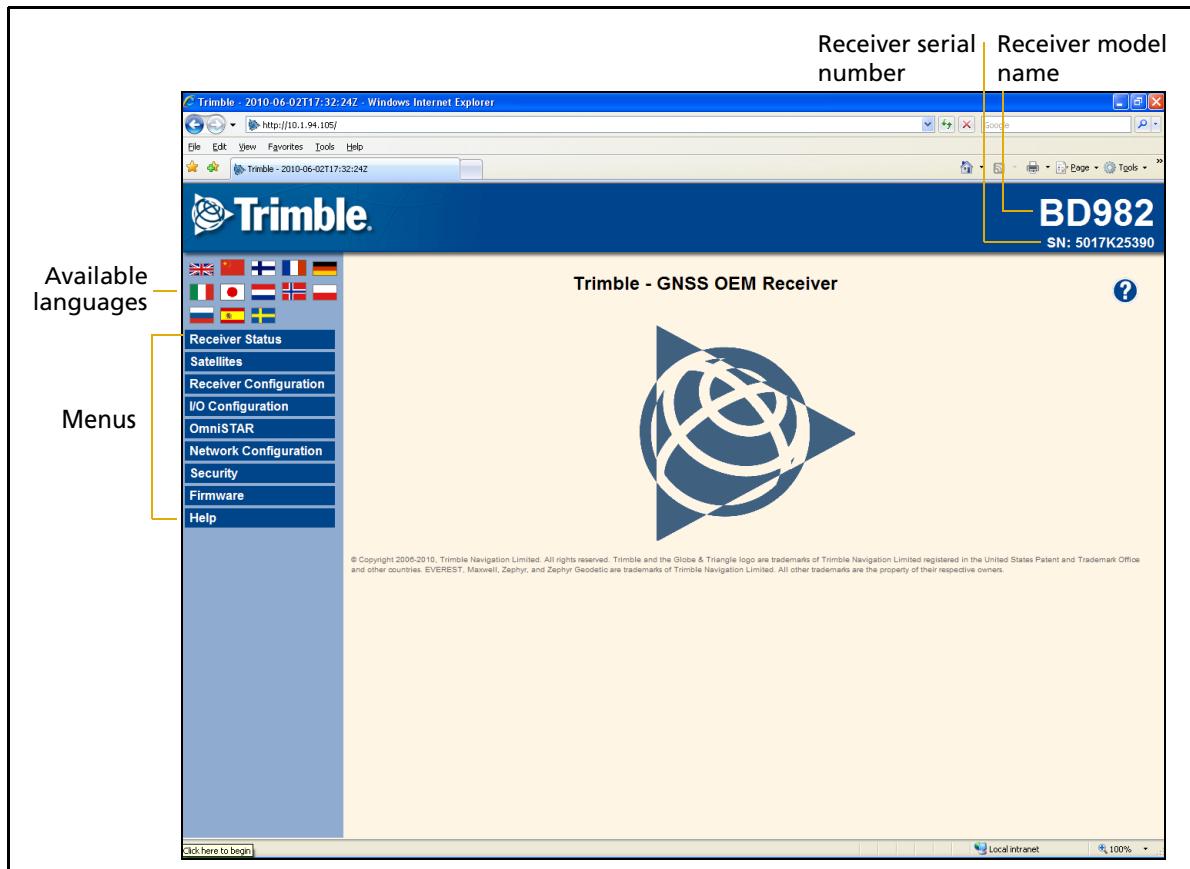 Receiver serial number
Receiver model name
Trimble - 2010-06-02T17:32:24Z - Windows Internet Explorer
http://10.1.94.105/
Google
File Edit View Favorites Tools Help
Trimble - 2010-06-02T17:32:24Z
Page Tools »
Trimble.
BD982
SN: 5017K25390
Available languages
Trimble - GNSS OEM Receiver
?
Menus
Receiver Status
Satellites
Receiver Configuration
I/O Configuration
OmniSTAR
Network Configuration
Security
Firmware
Help
© Copyright 2006-2010, Trimble Navigation Limited. All rights reserved. Trimble and the Globe & Triangle logo are trademarks of Trimble Navigation Limited registered in the United States Patent and Trademark Office
and other countries. EVEREST, Maxwell, Zephyr, and Zephyr Geodetic are trademarks of Trimble Navigation Limited. All other trademarks are the property of their respective owners.
Click here to begin
Local intranet
100%